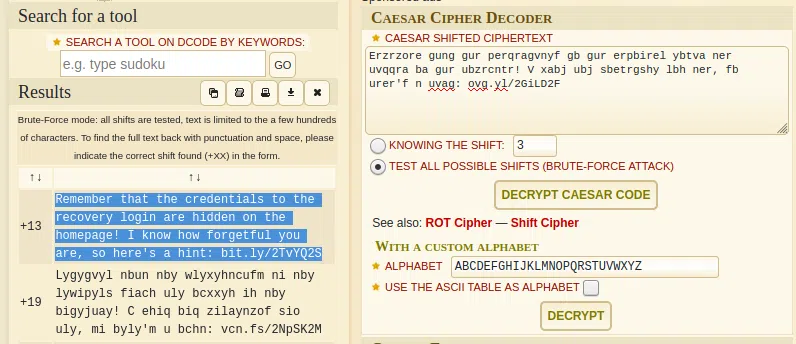 Search for a tool
SEARCH A TOOL ON DCODE BY KEYWORDS:
e.g. type sudoku
GO
Results
Brute-Force mode: all shifts are tested, text is limited to the a few hundreds
of characters. To find the full text back with punctuation and space, please
indicate the correct shift found (+XX) in the form.
↑↓ ↑↓
+13
Remember that the credentials to the
recovery login are hidden on the
homepage! I know how forgetful you
are, so here's a hint: bit.ly/2TvYQ2S
+19
Lygygvyl nbun nby wlyxyhncufm ni nby
lywipyls fiach uly bcxxyh ih nby
bigyjuay! C ehiq biq zilaynzof sio
uly, mi byly'm u bchn: vcn.fs/2NpSK2M
CAESAR CIPHER DECODER
CAESAR SHIFTED CIPHERTEXT
Erzrzore gung gur perqragvnyf gb gur erpbirel ybtva ner
uvqqra ba gur ubzrcntr! V xabj ubj sbetrgshy lbh ner, fb
urer'f n uvag: ovg.yl/2GiLD2F
KNOWING THE SHIFT: 3
TEST ALL POSSIBLE SHIFTS (BRUTE-FORCE ATTACK)
DECRYPT CAESAR CODE
See also: ROT Cipher — Shift Cipher
WITH A CUSTOM ALPHABET
ALPHABET ABCDEFGHIJKLMNOPQRSTUVWXYZ
USE THE ASCII TABLE AS ALPHABET
DECRYPT